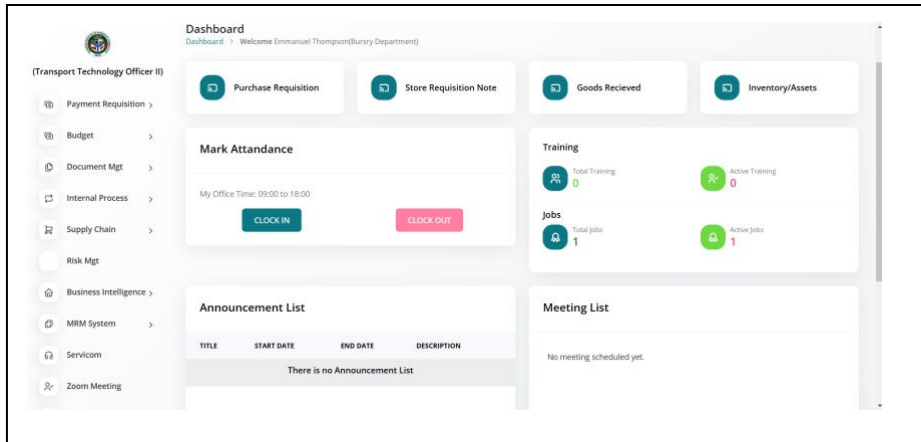 Dashboard
Dashboard > Welcome Emmanuel Thompson(Bursry Department)
(Transport Technology Officer II)
Payment Requisition >
Budget >
Document Mgt >
Internal Process >
Supply Chain >
Risk Mgt
Business Intelligence >
MRM System >
Servicom
Zoom Meeting
Purchase Requisition
Store Requisition Note
Goods Recieved
Inventory/Assets
Mark Attandance
My Office Time: 09:00 to 18:00
CLOCK IN
CLOCK OUT
Training
Total Training
0
Active Training
0
Jobs
Total Jobs
1
Active Jobs
1
Announcement List
TITLE START DATE END DATE DESCRIPTION
There is no Announcement List
Meeting List
No meeting scheduled yet.